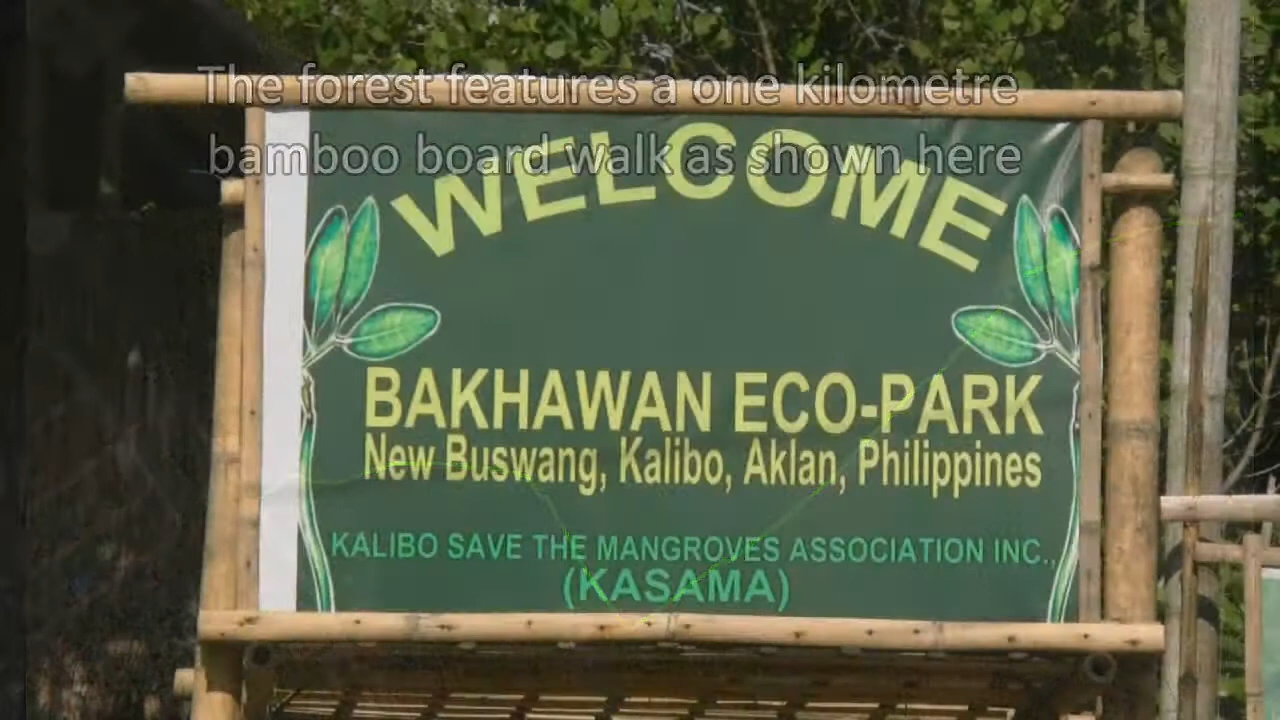 The forest features a one kilometre
bamboo board walk as shown here
WELCOME
BAKHAWAN ECO-PARK
New Buswang, Kalibo, Aklan, Philippines
KALIBO SAVE THE MANGROVES ASSOCIATION INC.,
(KASAMA)